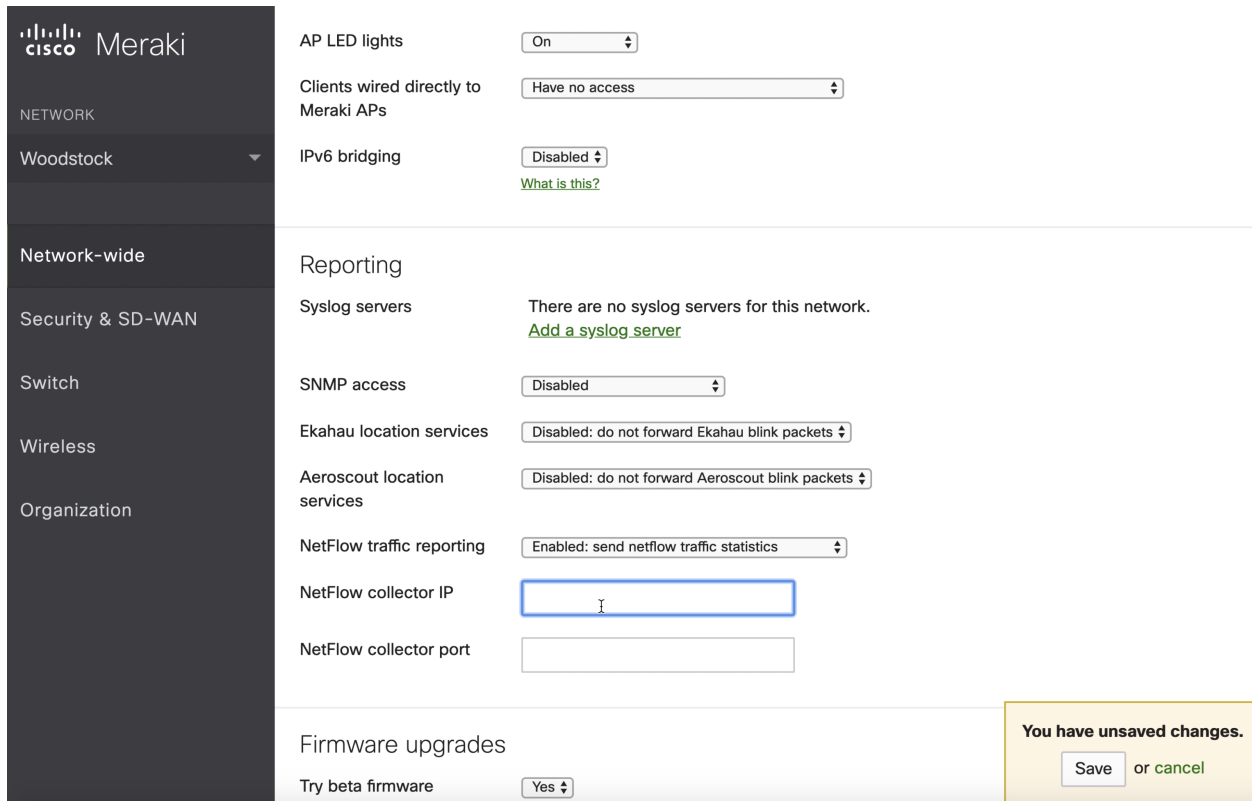 cisco Meraki
NETWORK
Woodstock
Network-wide
Security & SD-WAN
Switch
Wireless
Organization
AP LED lights
On
Clients wired directly to
Meraki APs
Have no access
IPv6 bridging
Disabled
What is this?
Reporting
Syslog servers
There are no syslog servers for this network.
Add a syslog server
SNMP access
Disabled
Ekahau location services
Disabled: do not forward Ekahau blink packets
Aeroscout location
services
Disabled: do not forward Aeroscout blink packets
NetFlow traffic reporting
Enabled: send netflow traffic statistics
NetFlow collector IP
NetFlow collector port
Firmware upgrades
Try beta firmware
Yes
You have unsaved changes.
Save or cancel